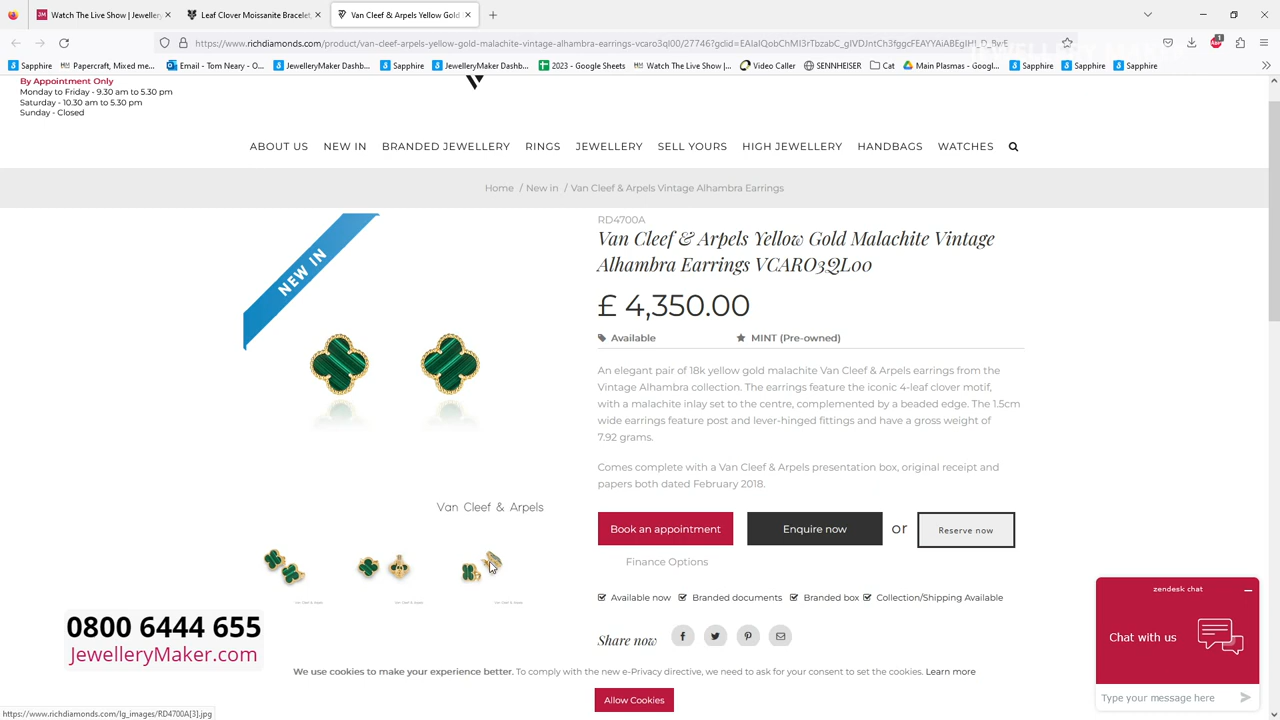 Watch The Live Show | Jeweller
Leaf Clover Moissanite Bracelet,
Van Cleef & Arpels Yellow Gold
https://www.richdiamonds.com/product/van-cleef-arpels-yellow-gold-malachite-vintage-alhambra-earrings-vcaro3ql00/27746?gclid=
Sapphire
Papercraft, Mixed me...
Email - Tom Neary - O...
JewelleryMaker Dashb...
Sapphire
JewelleryMaker Dashb...
2023 - Google Sheets
Watch The Live Show |...
Video Caller
SENNHEISER
Cat
Main Plasmas - Googl...
Sapphire
Sapphire
Sapphire
By Appointment Only
Monday to Friday - 9.30 am to 5.30 pm
Saturday - 10.30 am to 5.30 pm
Sunday - Closed
ABOUT US NEW IN BRANDED JEWELLERY RINGS JEWELLERY SELL YOURS HIGH JEWELLERY HANDBAGS WATCHES
Home / New in / Van Cleef & Arpels Vintage Alhambra Earrings
NEW IN
RD4700A
Van Cleef & Arpels Yellow Gold Malachite Vintage
Alhambra Earrings VCARO3QL00
£ 4,350.00
Available MINT (Pre-owned)
An elegant pair of 18k yellow gold malachite Van Cleef & Arpels earrings from the
Vintage Alhambra collection. The earrings feature the iconic 4-leaf clover motif,
with a malachite inlay set to the centre, complemented by a beaded edge. The 1.5cm
wide earrings feature post and lever-hinged fittings and have a gross weight of
7.92 grams.
Comes complete with a Van Cleef & Arpels presentation box, original receipt and
papers both dated February 2018.
Van Cleef & Arpels
Book an appointment Enquire now or Reserve now
Finance Options
Available now Branded documents Branded box Collection/Shipping Available
Share now
0800 6444 655
JewelleryMaker.com
zendesk chat
Chat with us
Type your message here
We use cookies to make your experience better. To comply with the new e-Privacy directive, we need to ask for your consent to set the cookies. Learn more
Allow Cookies
https://www.richdiamonds.com/lg_images/RD4700A[3].jpg